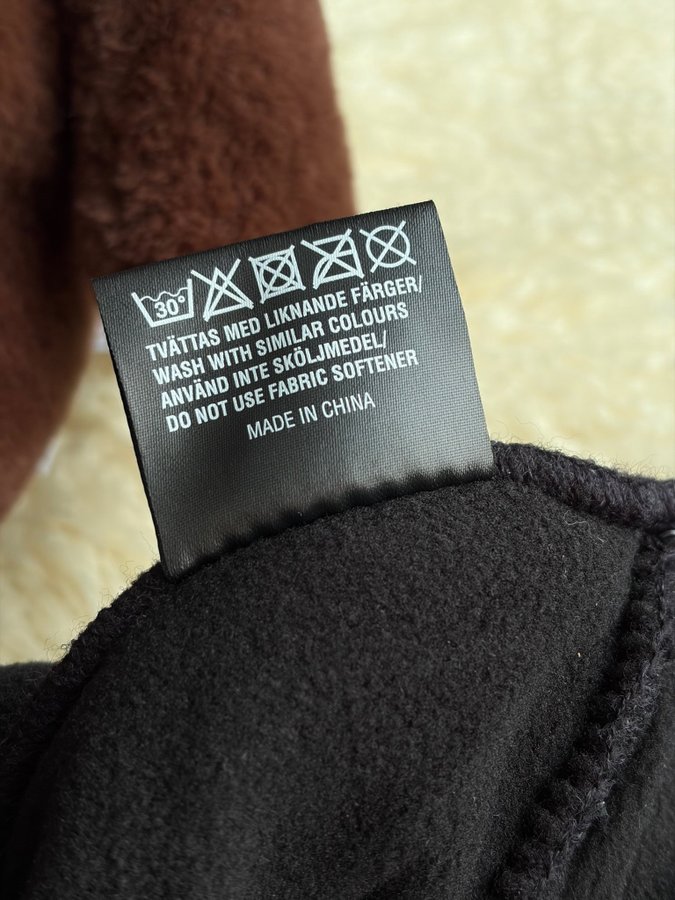 30°
TVÄTTAS MED LIKNANDE FÄRGER/
WASH WITH SIMILAR COLOURS
ANVÄND INTE SKÖLJMEDEL/
DO NOT USE FABRIC SOFTENER
MADE IN CHINA